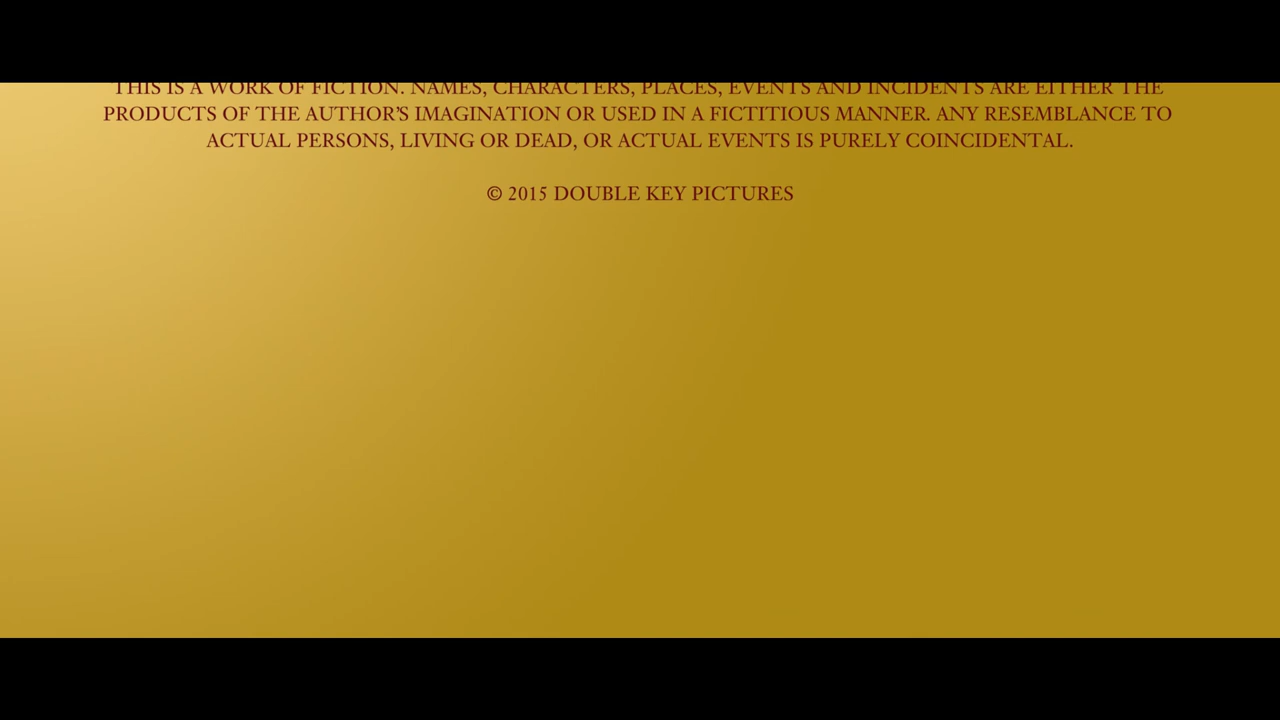 THIS IS A WORK OF FICTION. NAMES, CHARACTERS, PLACES, EVENTS AND INCIDENTS ARE EITHER THE
PRODUCTS OF THE AUTHOR'S IMAGINATION OR USED IN A FICTITIOUS MANNER. ANY RESEMBLANCE TO
ACTUAL PERSONS, LIVING OR DEAD, OR ACTUAL EVENTS IS PURELY COINCIDENTAL.
© 2015 DOUBLE KEY PICTURES